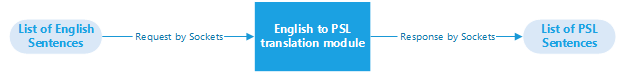 List of English
Sentences
Request by Sockets
English to PSL
translation module
Response by Sockets
List of PSL
Sentences